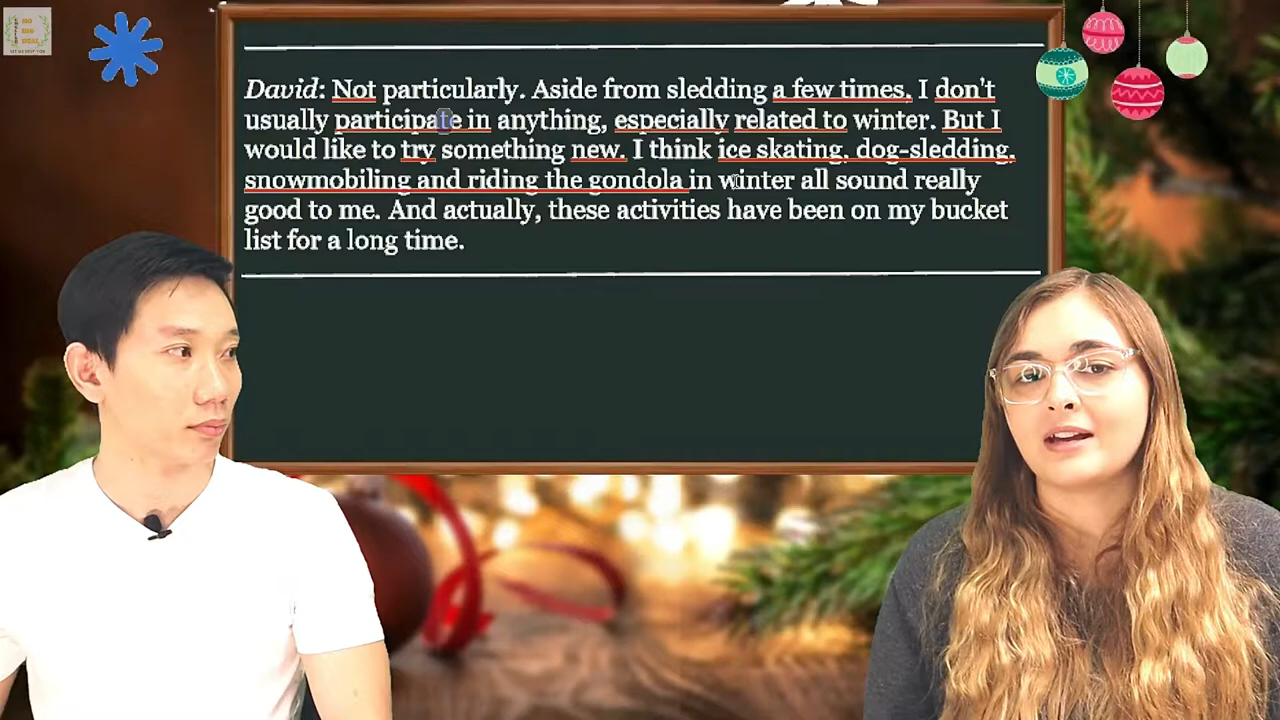 David: Not particularly. Aside from sledding a few times, I don't
usually participate in anything, especially related to winter. But I
would like to try something new. I think ice skating, dog-sledding,
snowmobiling and riding the gondola in winter all sound really
good to me. And actually, these activities have been on my bucket
list for a long time.